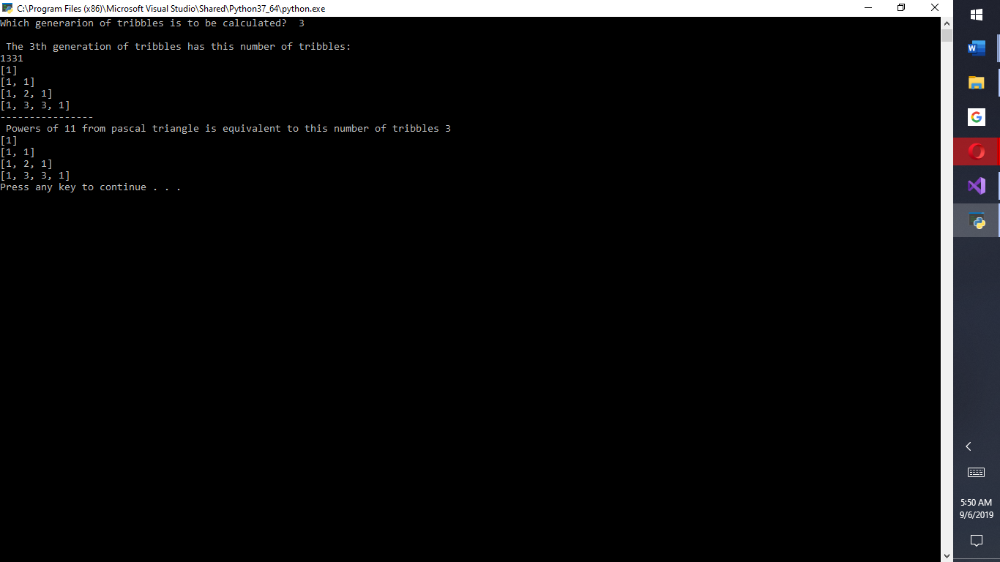 C:\Program Files (x86)\Microsoft Visual Studio\Shared\Python37_64\python.exe
Which generarion of tribbles is to be calculated?  3
The 3th generation of tribbles has this number of tribbles:
1331
[1]
[1, 1]
[1, 2, 1]
[1, 3, 3, 1]
----------------
Powers of 11 from pascal triangle is equivalent to this number of tribbles 3
[1]
[1, 1]
[1, 2, 1]
[1, 3, 3, 1]
Press any key to continue . . .
W
G
5:50 AM
9/6/2019